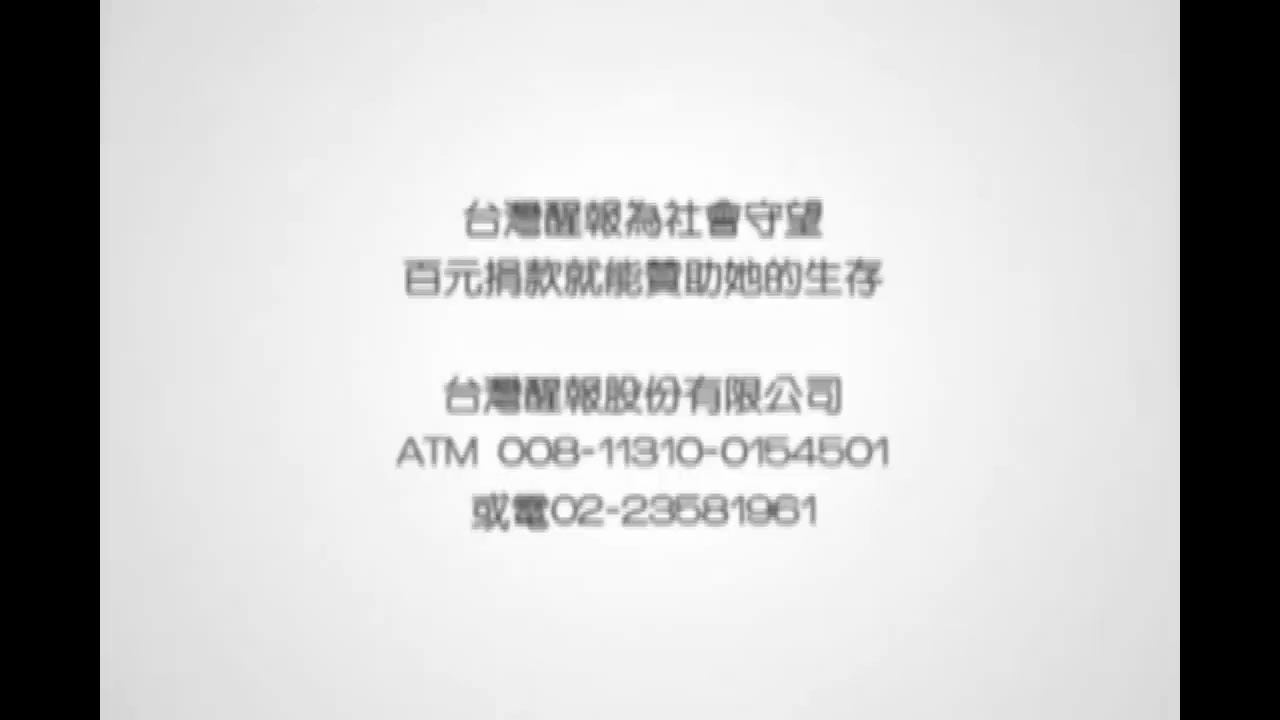 台灣醒報為社會守望
百元捐款就能贊助她的生存
台灣醒報股份有限公司
ATM 008-11310-0154501
或電02-23581961